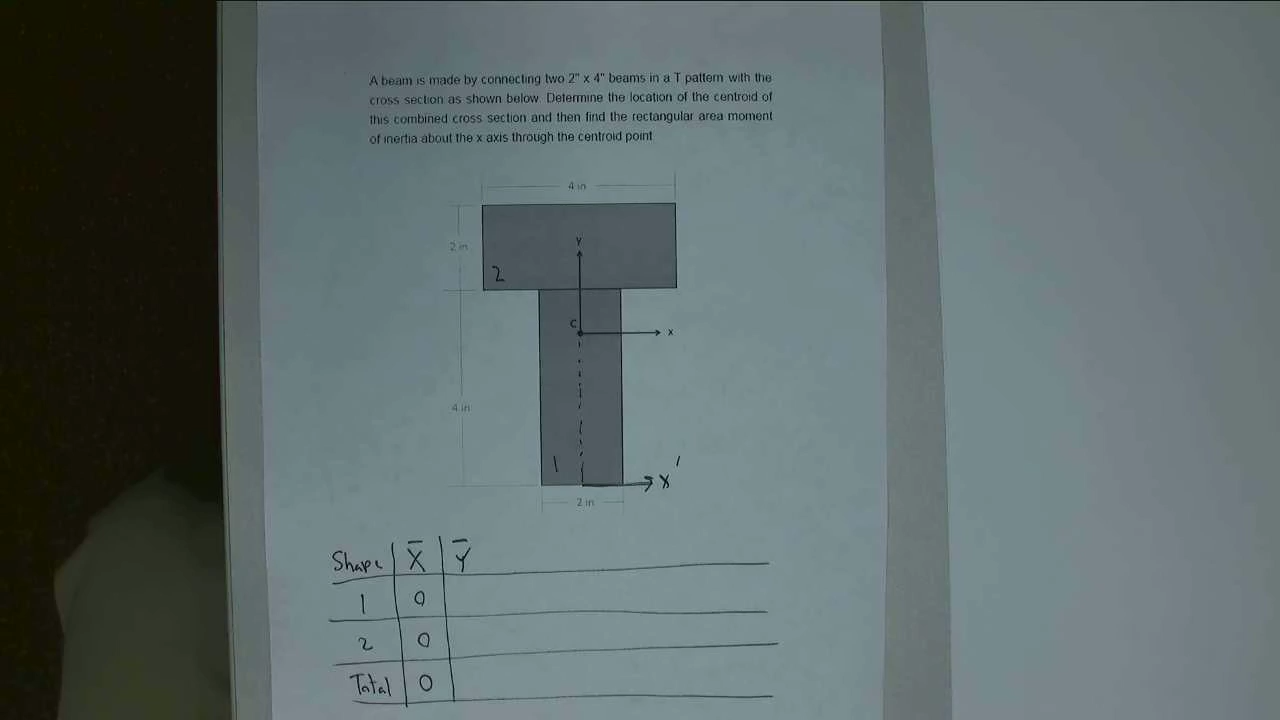 A beam is made by connecting two 2" x 4" beams in a T pattern with the
cross section as shown below. Determine the location of the centroid of
this combined cross section and then find the rectangular area moment
of inertia about the x axis through the centroid point.
4 in
2 in
y
2
C
x
4 in
1
x'
2 in
Shape X̄ Ȳ
1 0
2 0
Total 0